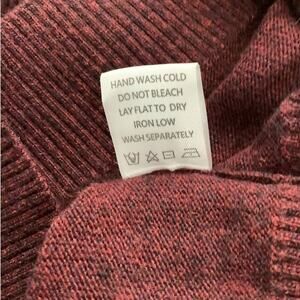 HAND WASH COLD
DO NOT BLEACH
LAY FLAT TO DRY
IRON LOW
WASH SEPARATELY